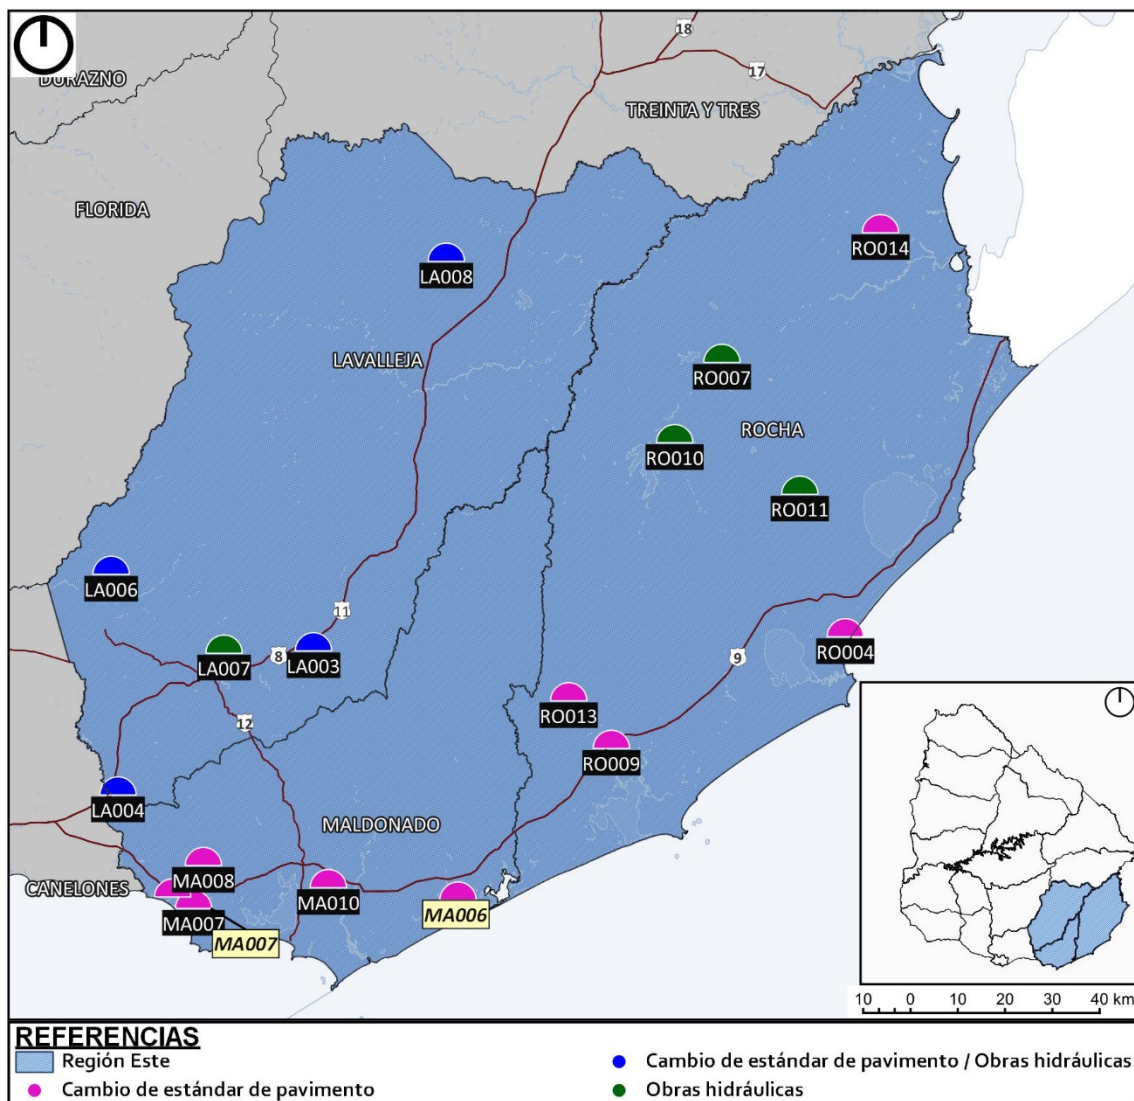 18
DURAZNO
17
TREINTA Y TRES
FLORIDA
RO014
LA008
LAVALLEJA
RO007
ROCHA
RO010
RO011
LA006
11
RO004
LA007
8
LA003
9
RO013
12
RO009
LA004
MALDONADO
MA008
CANELONES
MA010
MA007
MA006
MA007
10 0 10 20 30 40 km
REFERENCIAS
Región Este
Cambio de estándar de pavimento / Obras hidráulicas
Cambio de estándar de pavimento
Obras hidráulicas